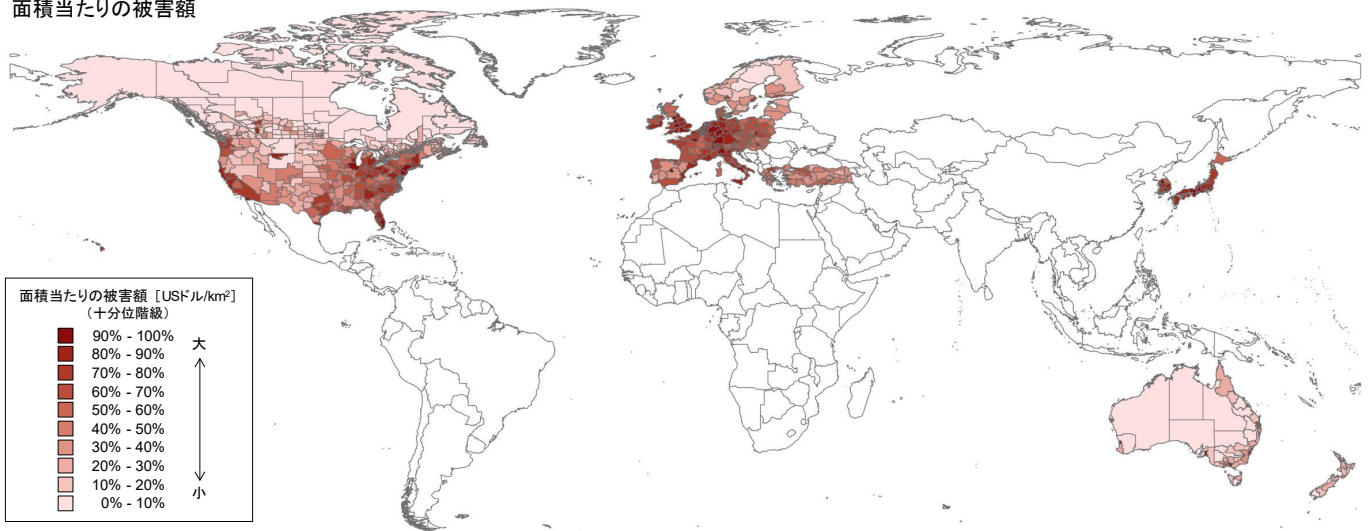 面積当たりの被害額
面積当たりの被害額 [USドル/km²]
(十分位階級)
90% - 100%
80% - 90%
70% - 80%
60% - 70%
50% - 60%
40% - 50%
30% - 40%
20% - 30%
10% - 20%
0% - 10%
大
小